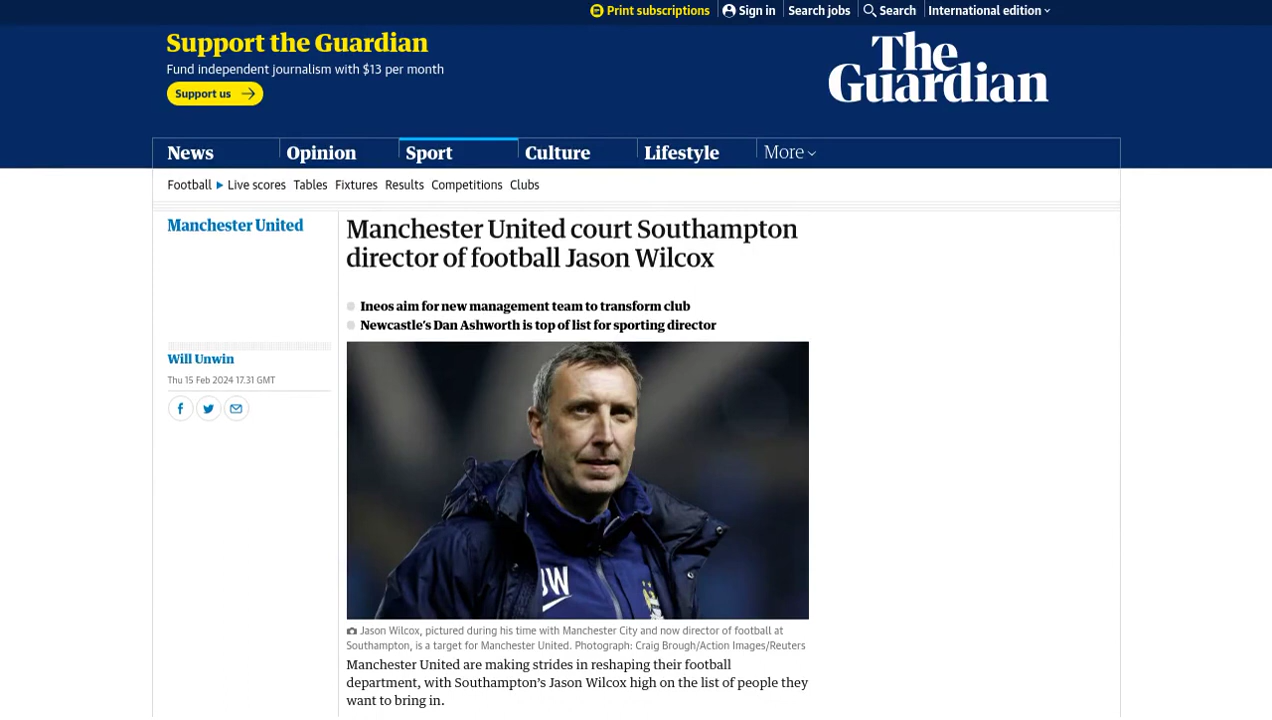 Print subscriptions
Sign in
Search jobs
Search
International edition
Support the Guardian
Fund independent journalism with $13 per month
Support us
The
Guardian
News
Opinion
Sport
Culture
Lifestyle
More
Football
Live scores
Tables
Fixtures
Results
Competitions
Clubs
Manchester United
Manchester United court Southampton
director of football Jason Wilcox
Ineos aim for new management team to transform club
Newcastle's Dan Ashworth is top of list for sporting director
Will Unwin
Thu 15 Feb 2024 17.31 GMT
JW
Jason Wilcox, pictured during his time with Manchester City and now director of football at
Southampton, is a target for Manchester United. Photograph: Craig Brough/Action Images/Reuters
Manchester United are making strides in reshaping their football
department, with Southampton's Jason Wilcox high on the list of people they
want to bring in.